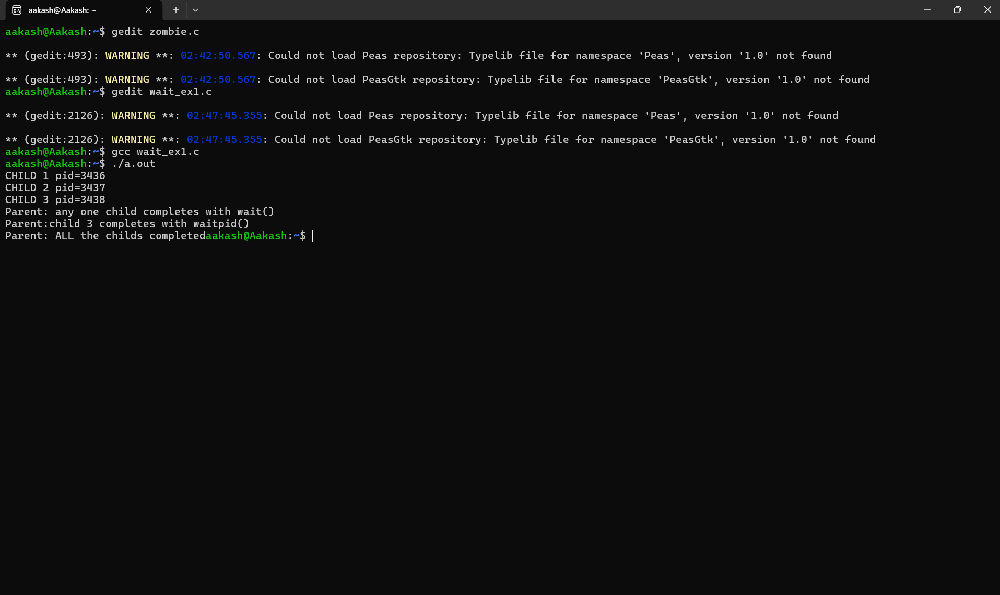 aakash@Aakash: ~
aakash@Aakash:~$ gedit zombie.c
** (gedit:493): WARNING **: 02:42:50.567: Could not load Peas repository: Typelib file for namespace 'Peas', version '1.0' not found
** (gedit:493): WARNING **: 02:42:50.567: Could not load PeasGtk repository: Typelib file for namespace 'PeasGtk', version '1.0' not found
aakash@Aakash:~$ gedit wait_ex1.c
** (gedit:2126): WARNING **: 02:47:45.355: Could not load Peas repository: Typelib file for namespace 'Peas', version '1.0' not found
** (gedit:2126): WARNING **: 02:47:45.355: Could not load PeasGtk repository: Typelib file for namespace 'PeasGtk', version '1.0' not found
aakash@Aakash:~$ gcc wait_ex1.c
aakash@Aakash:~$ ./a.out
CHILD 1 pid=3436
CHILD 2 pid=3437
CHILD 3 pid=3438
Parent: any one child completes with wait()
Parent:child 3 completes with waitpid()
Parent: ALL the childs completedaakash@Aakash:~$